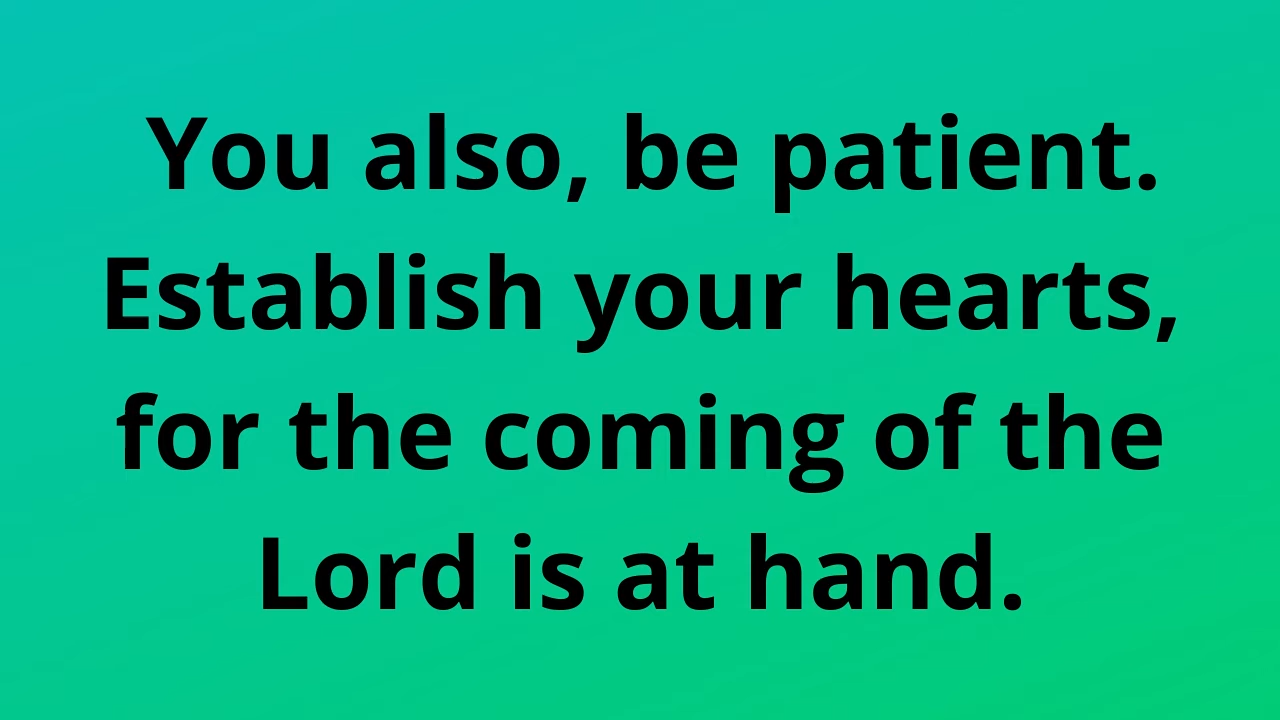 You also, be patient.
Establish your hearts,
for the coming of the
Lord is at hand.